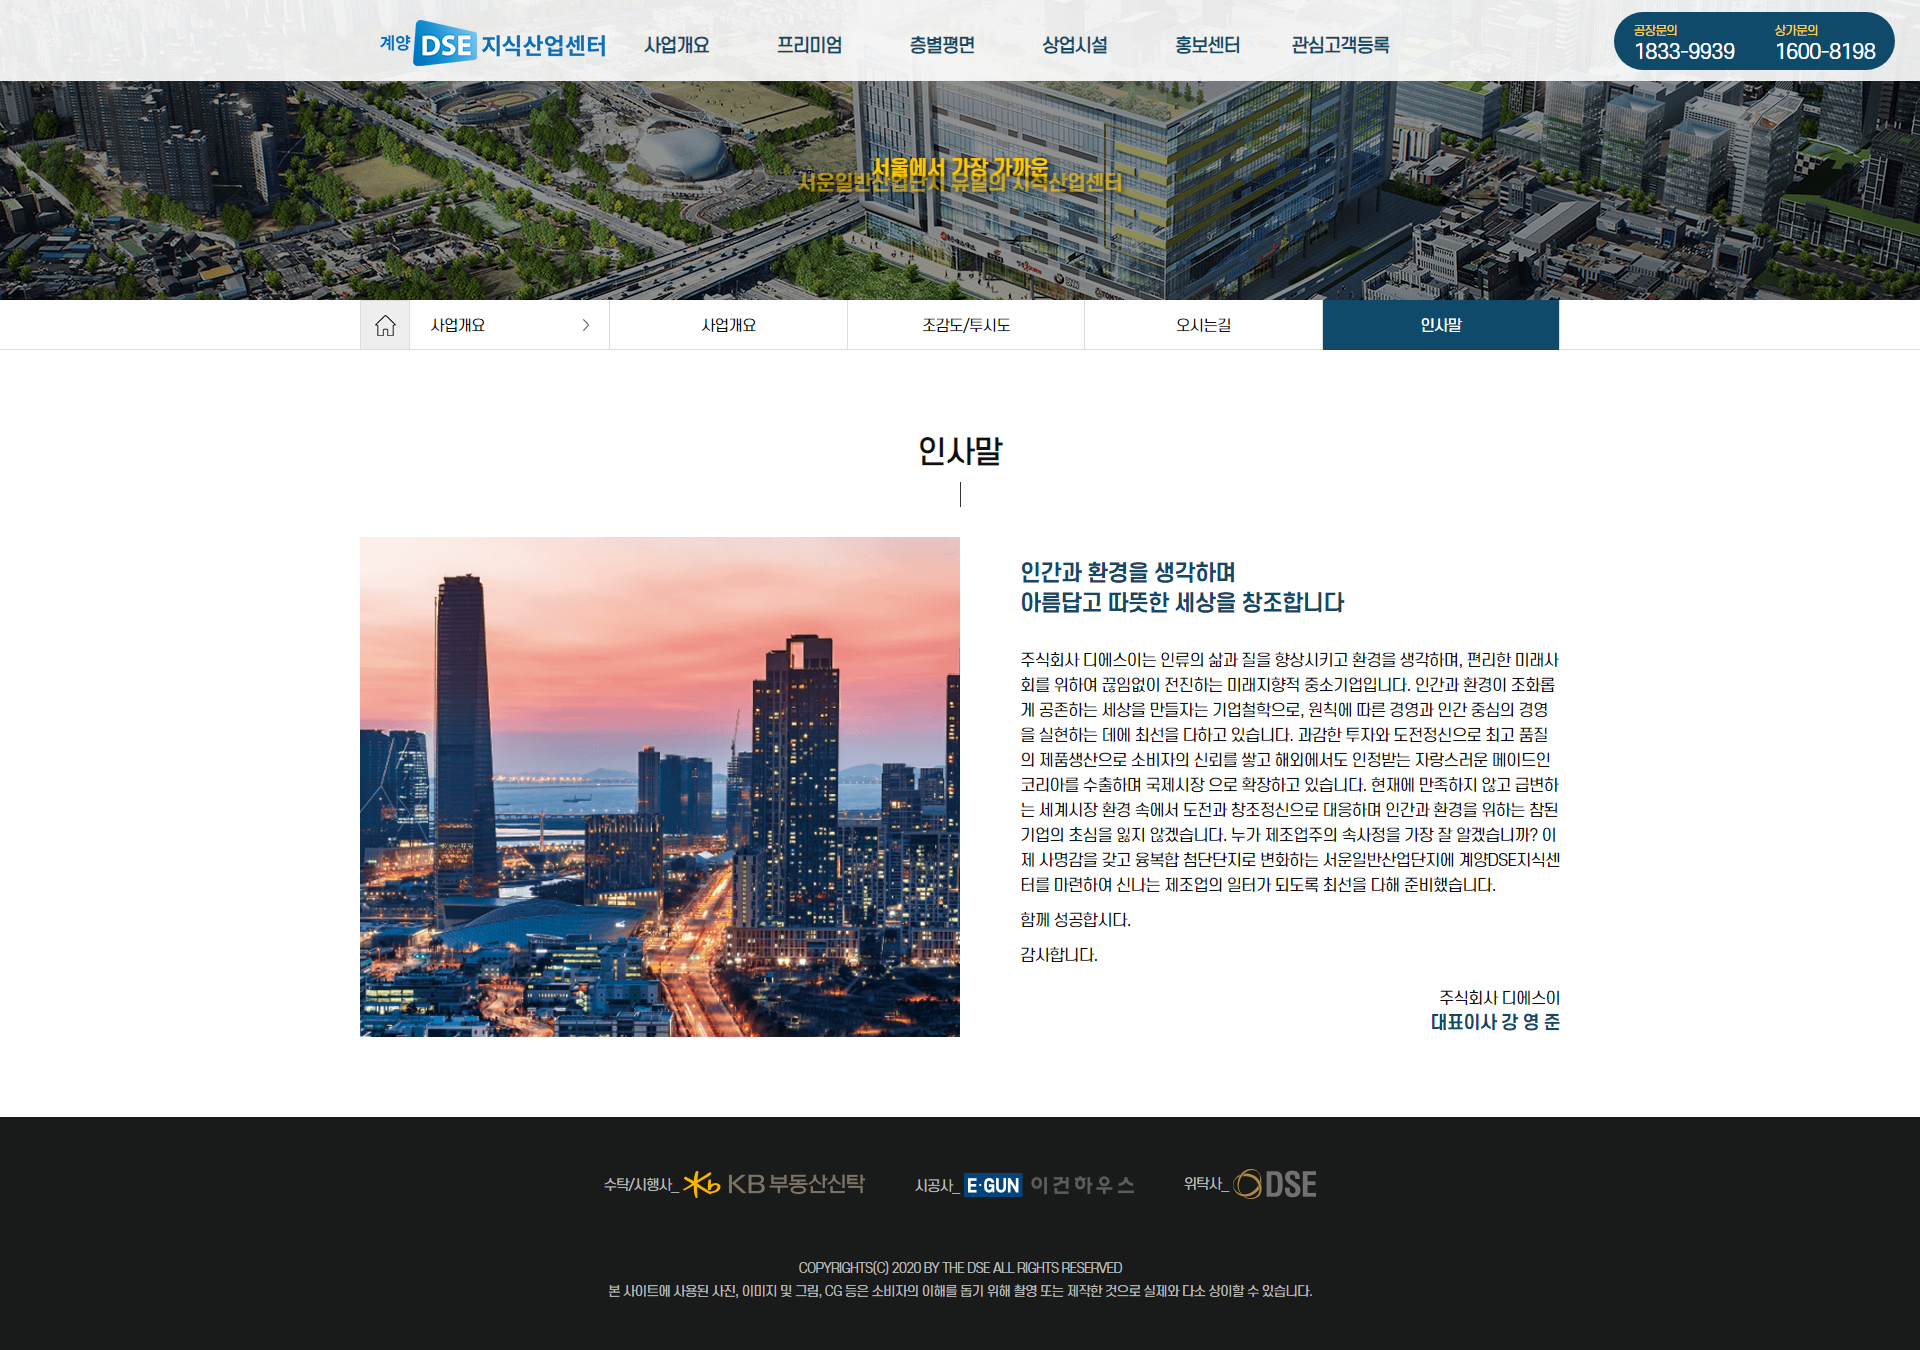 계양 DSE 지식산업센터
사업개요
프리미엄
층별평면
상업시설
홍보센터
관심고객등록
공장문의
1833-9939
상가문의
1600-8198
서울에서 가장 가까운
서운일반산업단지 유일의 지식산업센터
사업개요
사업개요
조감도/투시도
오시는길
인사말
인사말
인간과 환경을 생각하며
아름답고 따뜻한 세상을 창조합니다
주식회사 디에스이는 인류의 삶과 질을 향상시키고 환경을 생각하며, 편리한 미래사
회를 위하여 끊임없이 전진하는 미래지향적 중소기업입니다. 인간과 환경이 조화롭
게 공존하는 세상을 만들자는 기업철학으로, 원칙에 따른 경영과 인간 중심의 경영
을 실현하는 데에 최선을 다하고 있습니다. 과감한 투자와 도전정신으로 최고 품질
의 제품생산으로 소비자의 신뢰를 쌓고 해외에서도 인정받는 자랑스러운 메이드인
코리아를 수출하며 국제시장 으로 확장하고 있습니다. 현재에 만족하지 않고 급변하
는 세계시장 환경 속에서 도전과 창조정신으로 대응하며 인간과 환경을 위하는 참된
기업의 초심을 잃지 않겠습니다. 누가 제조업주의 속사정을 가장 잘 알겠습니까? 이
제 사명감을 갖고 융복합 첨단단지로 변화하는 서운일반산업단지에 계양DSE지식센
터를 마련하여 신나는 제조업의 일터가 되도록 최선을 다해 준비했습니다.
함께 성공합시다.
감사합니다.
주식회사 디에스이
대표이사 강 영 준
수탁/시행사_ Kb KB부동산신탁
시공사_ E·GUN 이건하우스
위탁사_ DSE
COPYRIGHTS(C) 2020 BY THE DSE ALL RIGHTS RESERVED
본 사이트에 사용된 사진, 이미지 및 그림, CG 등은 소비자의 이해를 돕기 위해 촬영 또는 제작한 것으로 실제와 다소 상이할 수 있습니다.